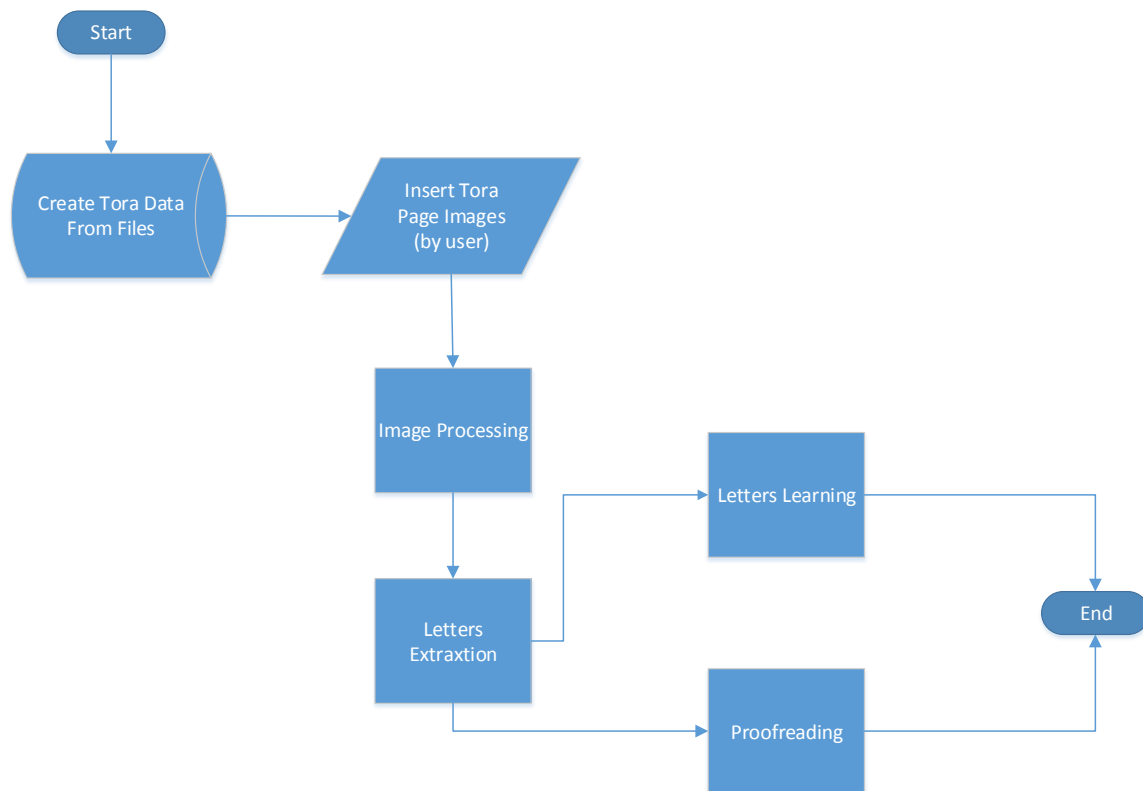 Start
Create Tora Data
From Files
Insert Tora
Page Images
(by user)
Image Processing
Letters
Extraxtion
Letters Learning
Proofreading
End